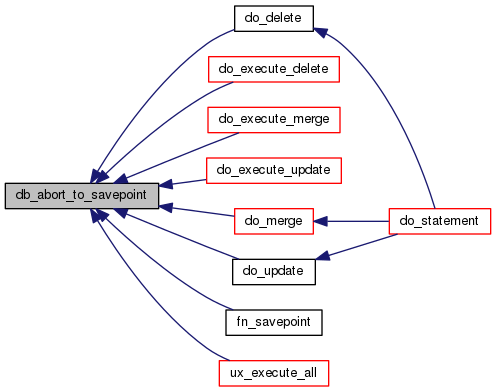 do_delete
do_execute_delete
do_execute_merge
do_execute_update
db_abort_to_savepoint
do_merge
do_statement
do_update
fn_savepoint
ux_execute_all